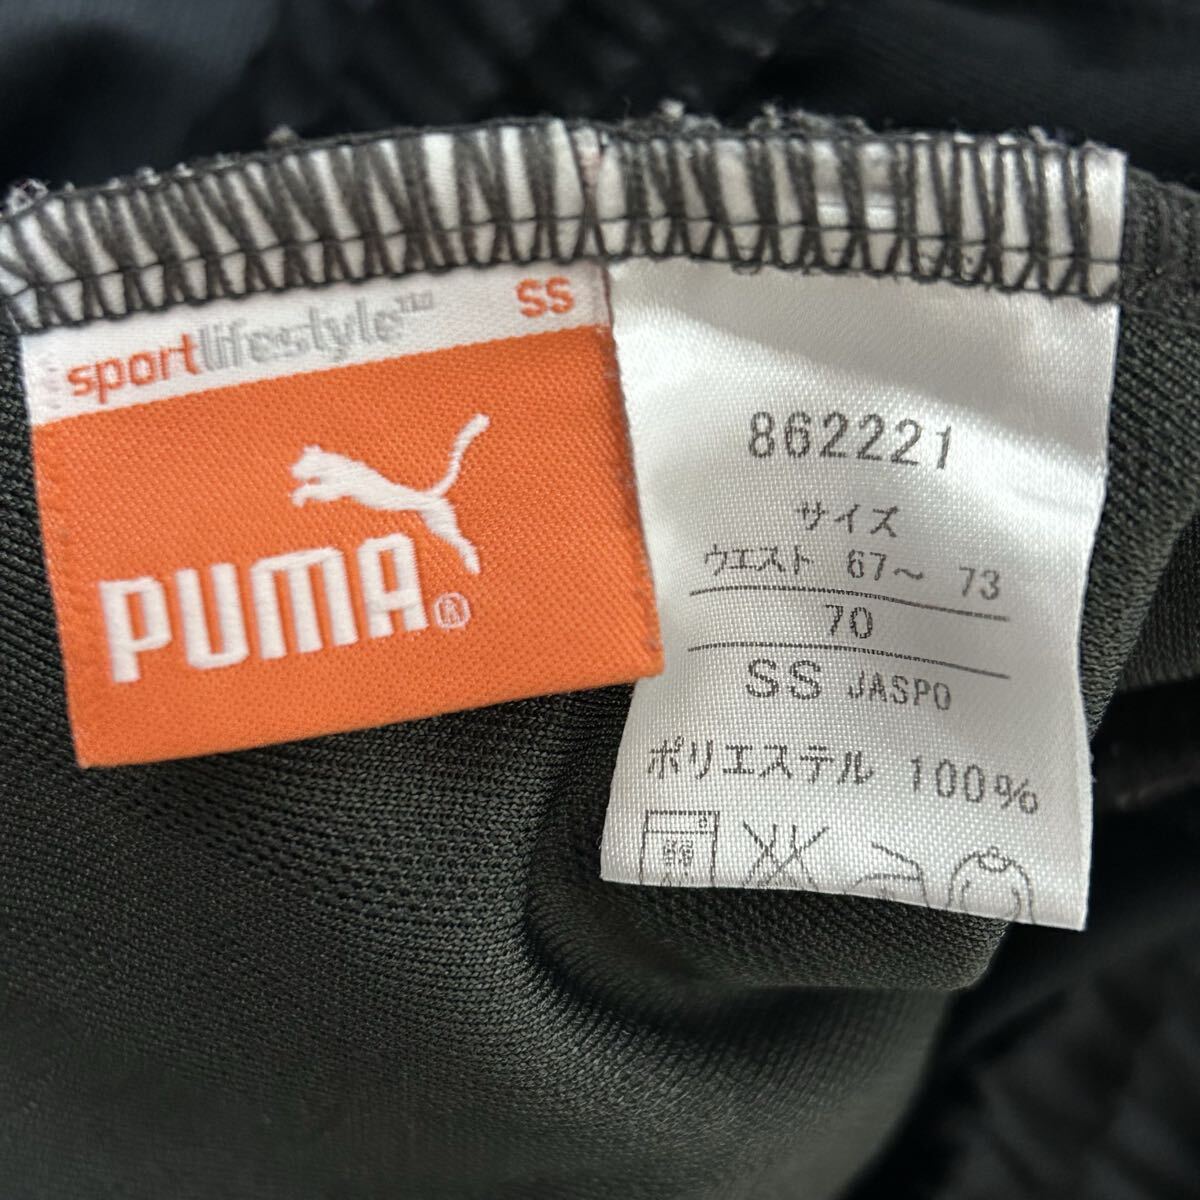 sportlifestyle™ SS
PUMA®
862221
サイズ
ウエスト 67～ 73
70
SS JASPO
ポリエステル 100%